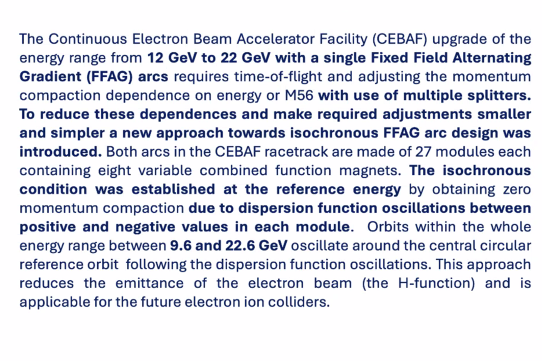 The Continuous Electron Beam Accelerator Facility (CEBAF) upgrade of the
energy range from 12 GeV to 22 GeV with a single Fixed Field Alternating
Gradient (FFAG) arcs requires time-of-flight and adjusting the momentum
compaction dependence on energy or M56 with use of multiple splitters.
To reduce these dependences and make required adjustments smaller
and simpler a new approach towards isochronous FFAG arc design was
introduced. Both arcs in the CEBAF racetrack are made of 27 modules each
containing eight variable combined function magnets. The isochronous
condition was established at the reference energy by obtaining zero
momentum compaction due to dispersion function oscillations between
positive and negative values in each module. Orbits within the whole
energy range between 9.6 and 22.6 GeV oscillate around the central circular
reference orbit following the dispersion function oscillations. This approach
reduces the emittance of the electron beam (the H-function) and is
applicable for the future electron ion colliders.